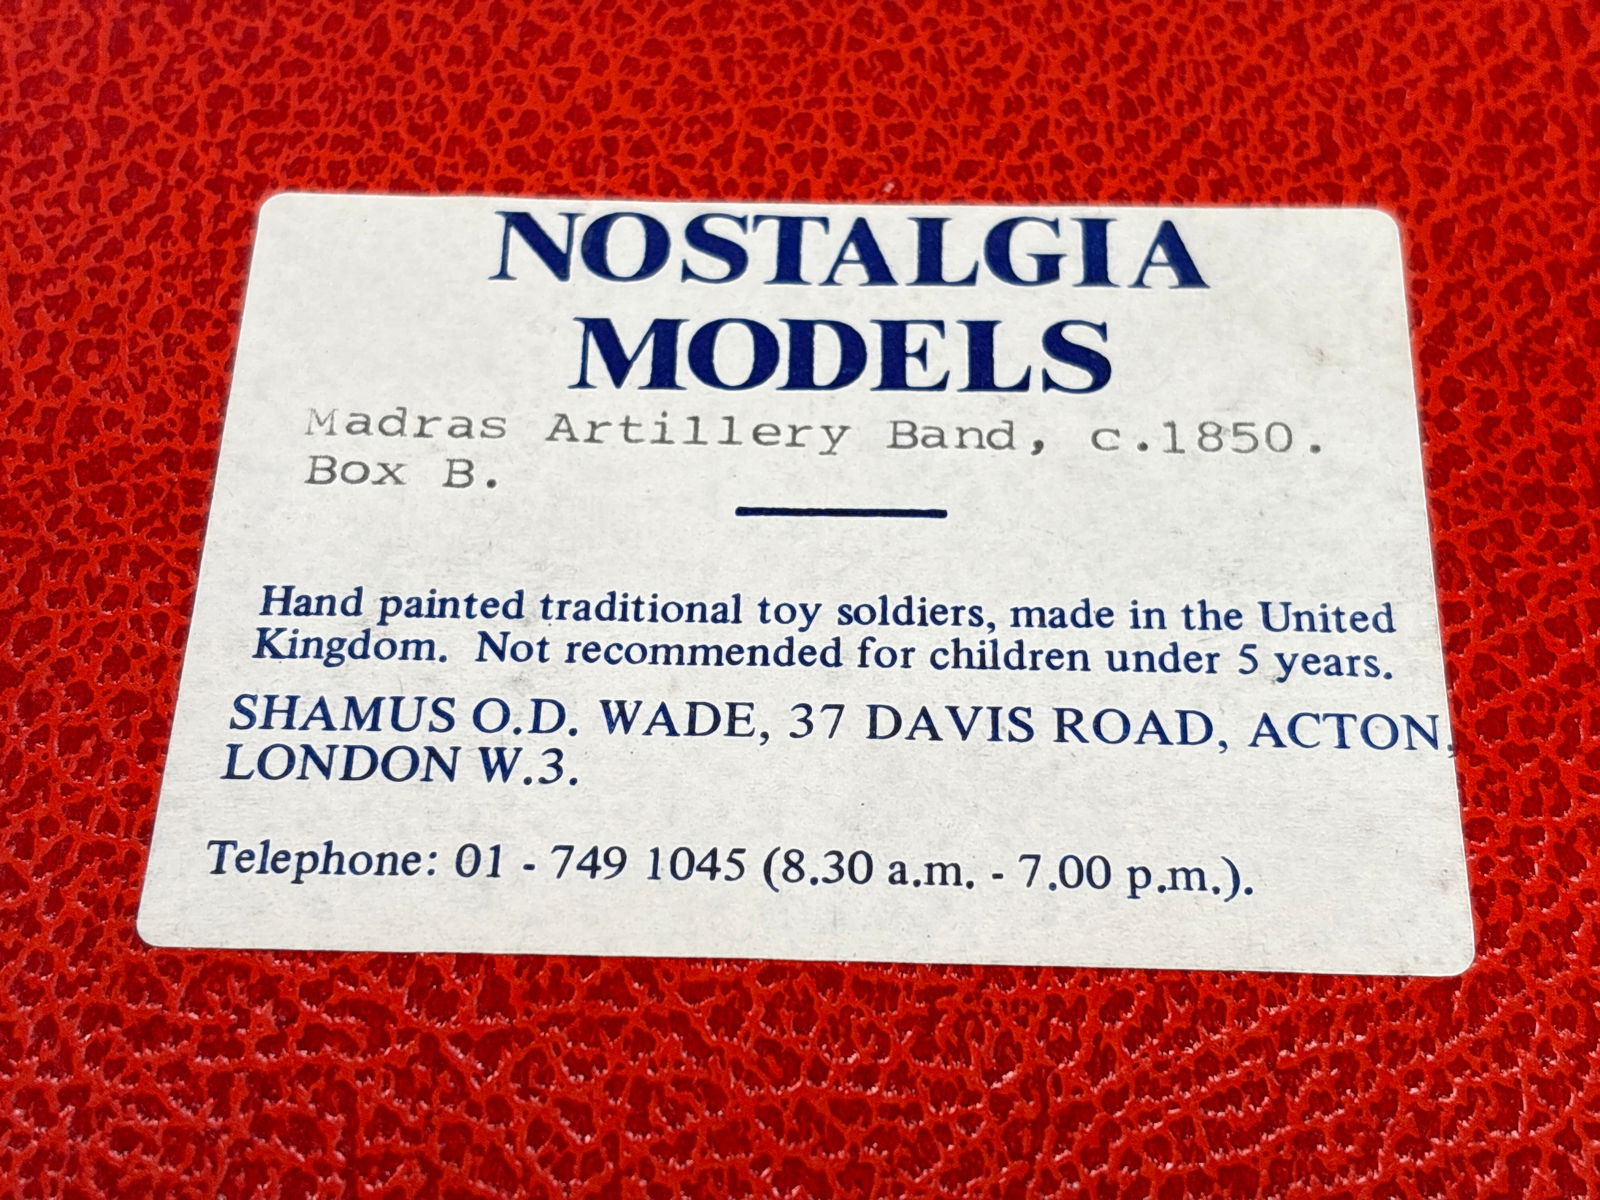 NOSTALGIA
MODELS
Madras Artillery Band, c.1850.
Box B.
Hand painted traditional toy soldiers, made in the United
Kingdom. Not recommended for children under 5 years.
SHAMUS O.D. WADE, 37 DAVIS ROAD, ACTON,
LONDON W.3.
Telephone: 01 - 749 1045 (8.30 a.m. - 7.00 p.m.).